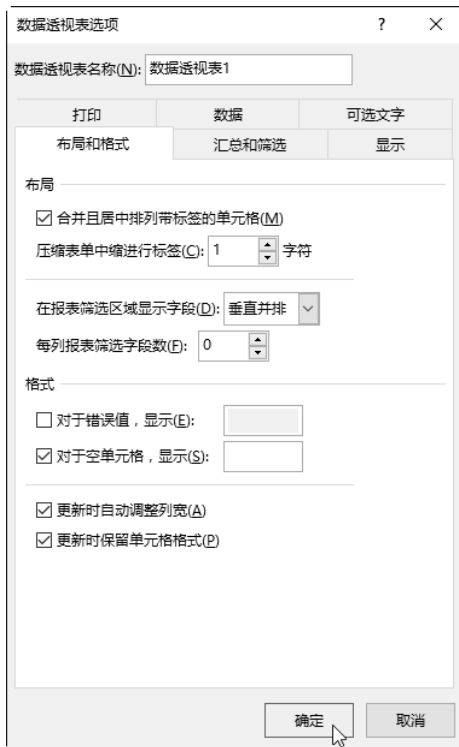 数据透视表选项 ? ×
数据透视表名称(N): 数据透视表1
打印 数据 可选文字
布局和格式 汇总和筛选 显示
布局
合并且居中排列带标签的单元格(M)
压缩表单中缩进行标签(C): 1 字符
在报表筛选区域显示字段(D): 垂直并排
每列报表筛选字段数(F): 0
格式
对于错误值，显示(E):
对于空单元格，显示(S):
更新时自动调整列宽(A)
更新时保留单元格格式(P)
确定 取消